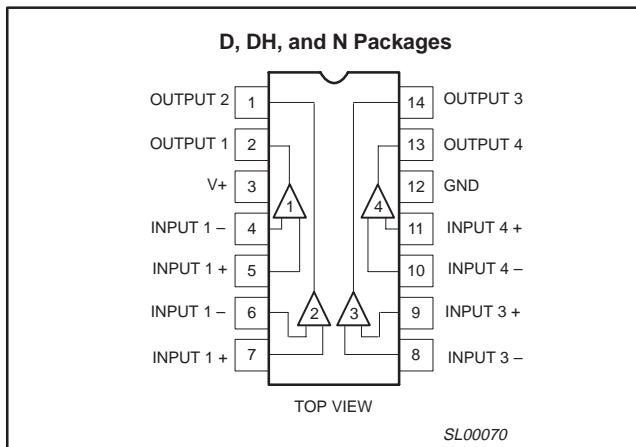 D, DH, and N Packages
OUTPUT 2 1 14 OUTPUT 3
OUTPUT 1 2 13 OUTPUT 4
V+ 3 12 GND
1 4
INPUT 1 – 4 11 INPUT 4 +
INPUT 1 + 5 10 INPUT 4 –
INPUT 1 – 6 2 3 9 INPUT 3 +
INPUT 1 + 7 8 INPUT 3 –
TOP VIEW
SL00070